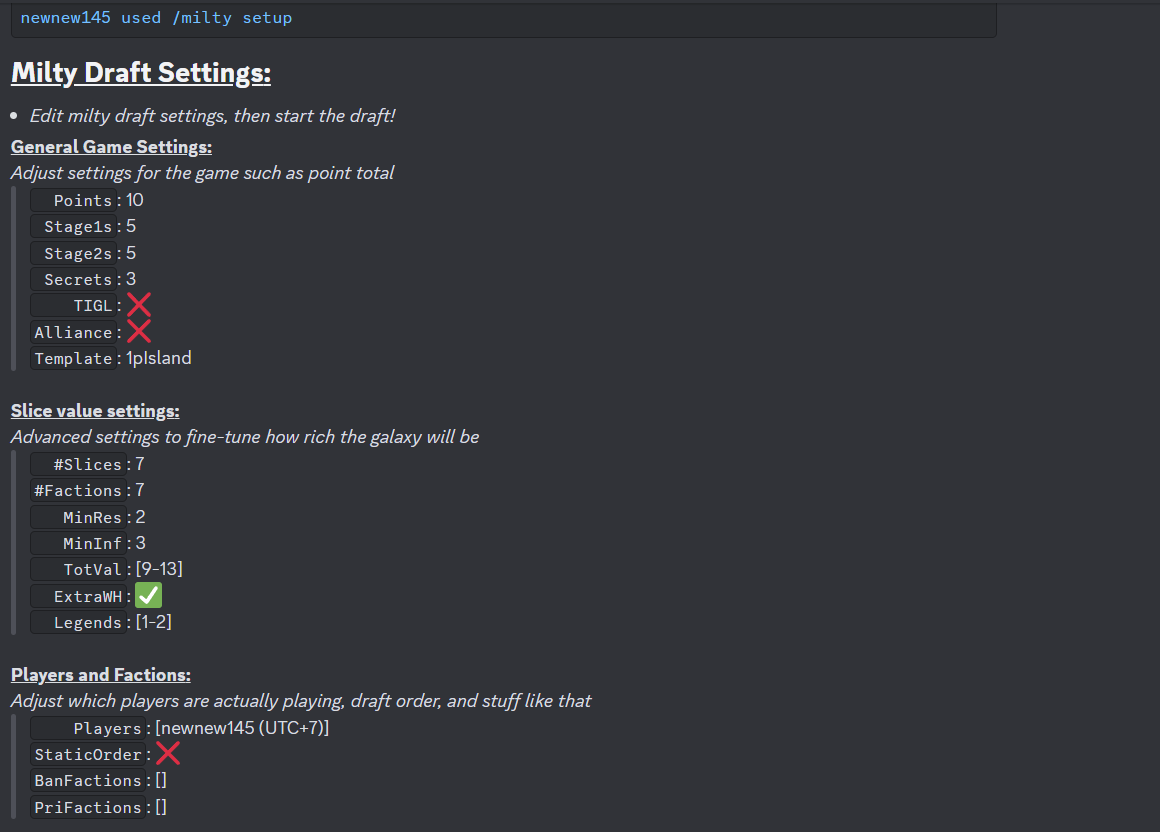 newnew145 used /milty setup
Milty Draft Settings:
• Edit milty draft settings, then start the draft!
General Game Settings:
Adjust settings for the game such as point total
Points: 10
Stage1s: 5
Stage2s: 5
Secrets: 3
TIGL: ❌
Alliance: ❌
Template: 1pIsland
Slice value settings:
Advanced settings to fine-tune how rich the galaxy will be
#Slices: 7
#Factions: 7
MinRes: 2
MinInf: 3
TotVal: [9-13]
ExtraWH: ✅
Legends: [1-2]
Players and Factions:
Adjust which players are actually playing, draft order, and stuff like that
Players: [newnew145 (UTC+7)]
StaticOrder: ❌
BanFactions: []
PriFactions: []